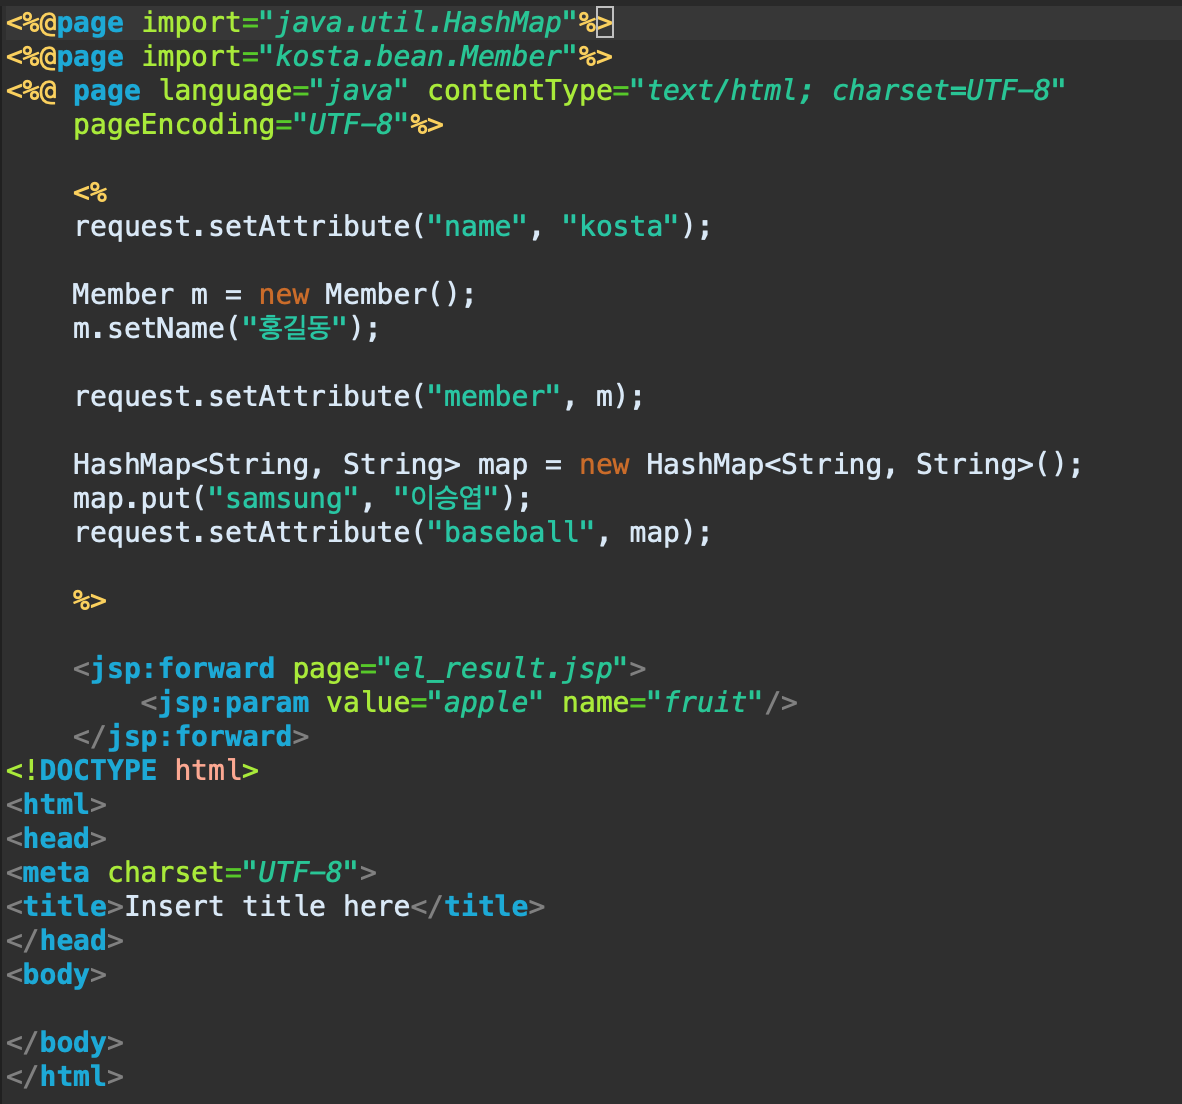 <%@page import="java.util.HashMap"%>
<%@page import="kosta.bean.Member"%>
<%@ page language="java" contentType="text/html; charset=UTF-8"
    pageEncoding="UTF-8"%>

    <%
    request.setAttribute("name", "kosta");

    Member m = new Member();
    m.setName("홍길동");

    request.setAttribute("member", m);

    HashMap<String, String> map = new HashMap<String, String>();
    map.put("samsung", "이승엽");
    request.setAttribute("baseball", map);

    %>

    <jsp:forward page="el_result.jsp">
        <jsp:param value="apple" name="fruit"/>
    </jsp:forward>
<!DOCTYPE html>
<html>
<head>
<meta charset="UTF-8">
<title>Insert title here</title>
</head>
<body>

</body>
</html>